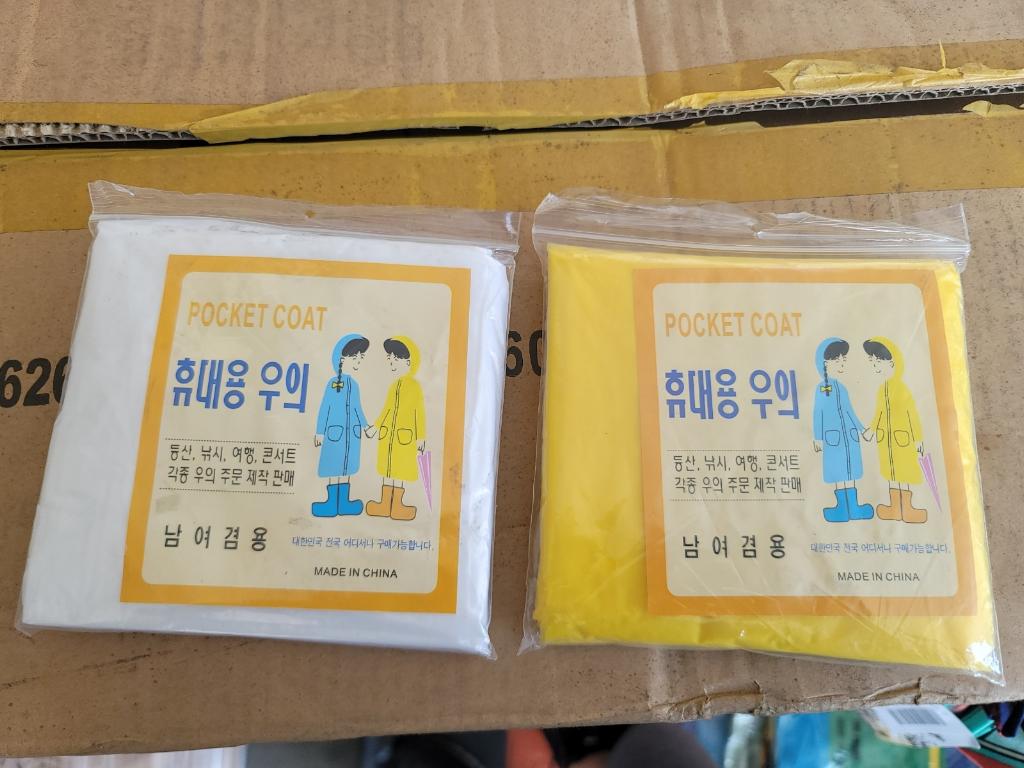 626
60
POCKET COAT
휴대용 우의
등산, 낚시, 여행, 콘서트
각종 우의 주문 제작 판매
남 여 겸 용
대한민국 전국 어디서나 구매가능합니다.
MADE IN CHINA
POCKET COAT
휴대용 우의
등산, 낚시, 여행, 콘서트
각종 우의 주문 제작 판매
남 여 겸 용
대한민국 전국 어디서나 구매가능합니다.
MADE IN CHINA